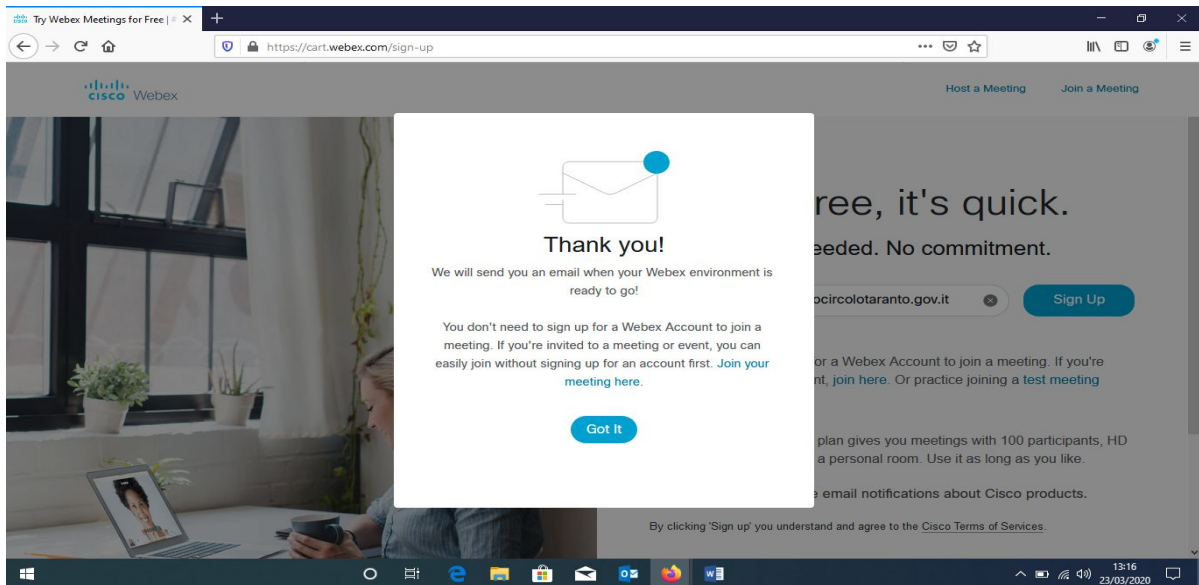 Try Webex Meetings for Free |
https://cart.webex.com/sign-up
CISCO Webex
Host a Meeting
Join a Meeting
Thank you!
We will send you an email when your Webex environment is
ready to go!
You don't need to sign up for a Webex Account to join a
meeting. If you're invited to a meeting or event, you can
easily join without signing up for an account first. Join your
meeting here.
Got It
ree, it's quick.
eeded. No commitment.
ocircolotaranto.gov.it
Sign Up
or a Webex Account to join a meeting. If you're
nt, join here. Or practice joining a test meeting
plan gives you meetings with 100 participants, HD
a personal room. Use it as long as you like.
email notifications about Cisco products.
By clicking 'Sign up' you understand and agree to the Cisco Terms of Services.
13:16
23/03/2020